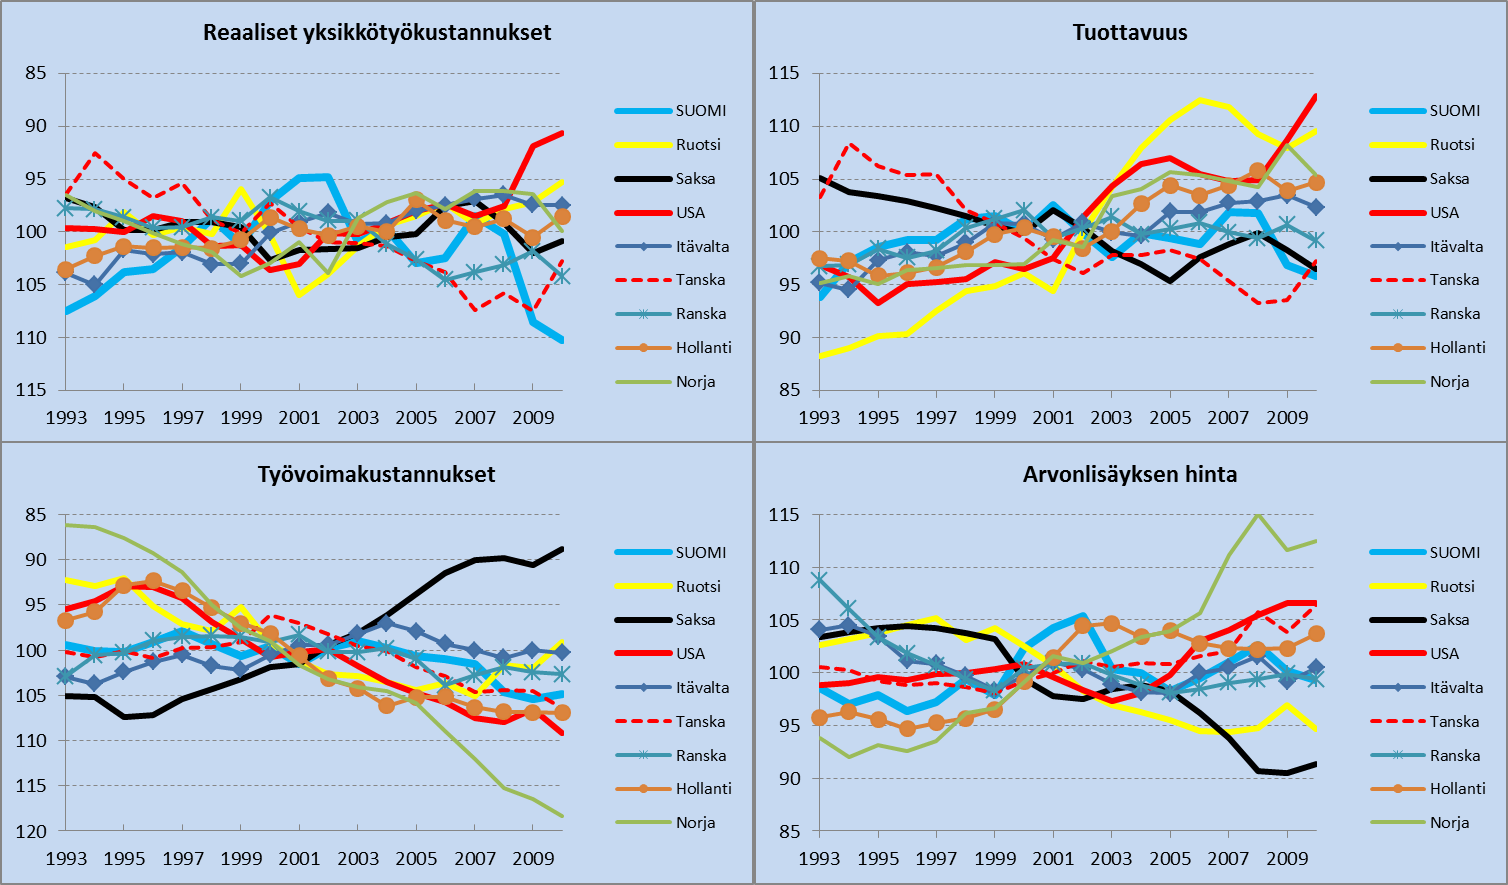 Reaaliset yksikkötyökustannukset
85
90
95
100
105
110
115
1993 1995 1997 1999 2001 2003 2005 2007 2009
SUOMI
Ruotsi
Saksa
USA
Itävalta
Tanska
Ranska
Hollanti
Norja
Tuottavuus
115
110
105
100
95
90
85
1993 1995 1997 1999 2001 2003 2005 2007 2009
SUOMI
Ruotsi
Saksa
USA
Itävalta
Tanska
Ranska
Hollanti
Norja
Työvoimakustannukset
85
90
95
100
105
110
115
120
1993 1995 1997 1999 2001 2003 2005 2007 2009
SUOMI
Ruotsi
Saksa
USA
Itävalta
Tanska
Ranska
Hollanti
Norja
Arvonlisäyksen hinta
115
110
105
100
95
90
85
1993 1995 1997 1999 2001 2003 2005 2007 2009
SUOMI
Ruotsi
Saksa
USA
Itävalta
Tanska
Ranska
Hollanti
Norja